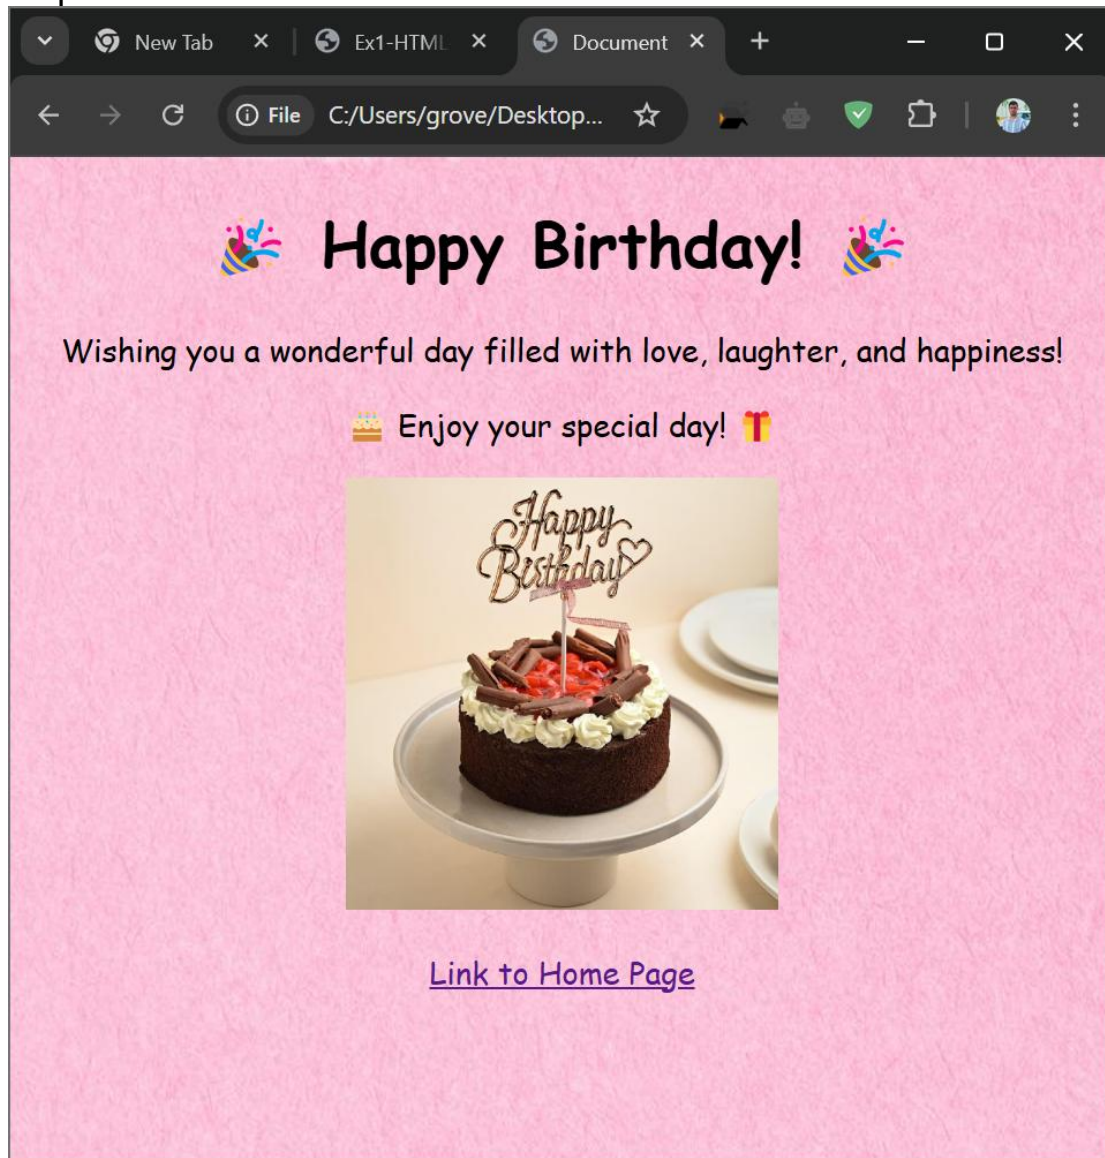 New Tab
Ex1-HTML
Document
File
C:/Users/grove/Desktop...
🎉 Happy Birthday! 🎉
Wishing you a wonderful day filled with love, laughter, and happiness!
🎂 Enjoy your special day! 🎁
Happy
Birthday
Link to Home Page